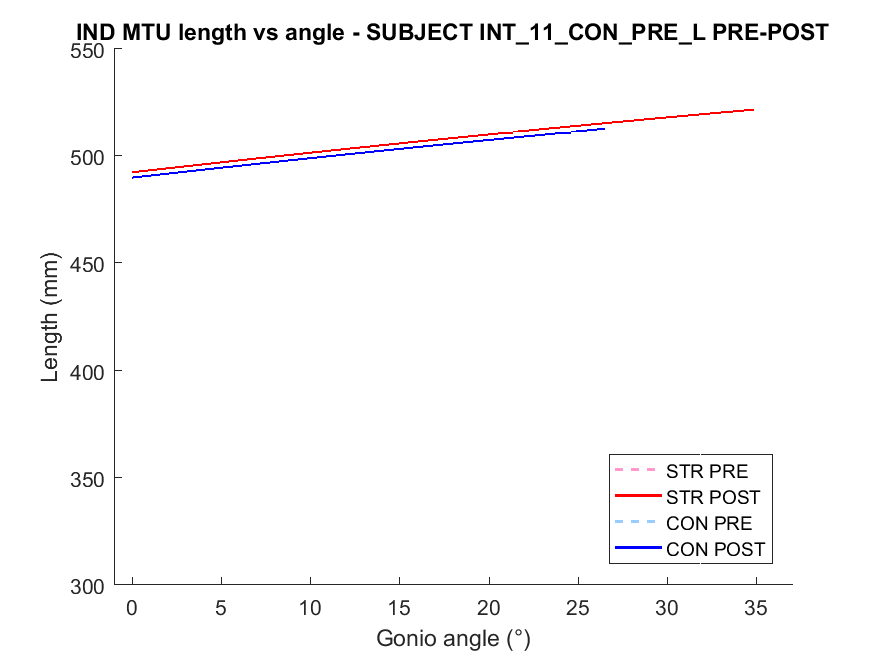 IND MTU length vs angle - SUBJECT INT_11_CON_PRE_L PRE-POST
550
500
450
400
350
300
Length (mm)
0 5 10 15 20 25 30 35
Gonio angle (°)
STR PRE
STR POST
CON PRE
CON POST